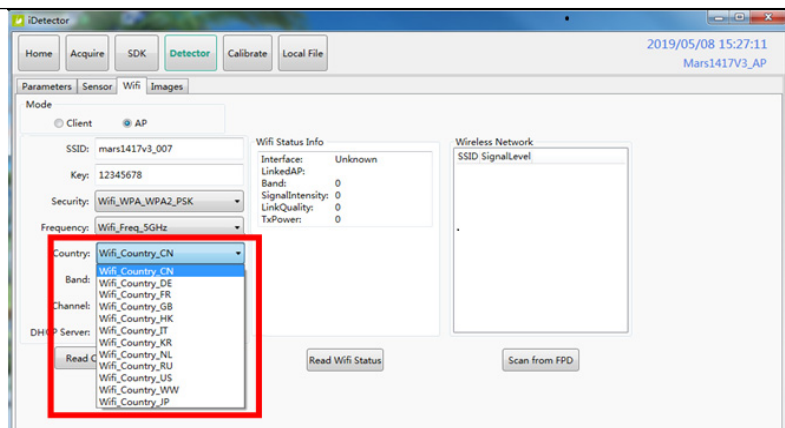 iDetector
Home Acquire SDK Detector Calibrate Local File
2019/05/08 15:27:11
Mars1417V3_AP
Parameters Sensor Wifi Images
Mode
Client AP
SSID: mars1417v3_007
Key: 12345678
Security: Wifi_WPA_WPA2_PSK
Frequency: Wifi_Freq_5GHz
Country: Wifi_Country_CN
Wifi_Country_CN
Band: Wifi_Country_DE
Wifi_Country_FR
Channel: Wifi_Country_GB
Wifi_Country_HK
DHCP Server: Wifi_Country_IT
Wifi_Country_KR
Read Wifi_Country_NL
Wifi_Country_RU
Wifi_Country_US
Wifi_Country_WW
Wifi_Country_JP
Wifi Status Info
Interface: Unknown
LinkedAP:
Band: 0
SignalIntensity: 0
LinkQuality: 0
TxPower: 0
Read Wifi Status
Wireless Network
SSID SignalLevel
Scan from FPD